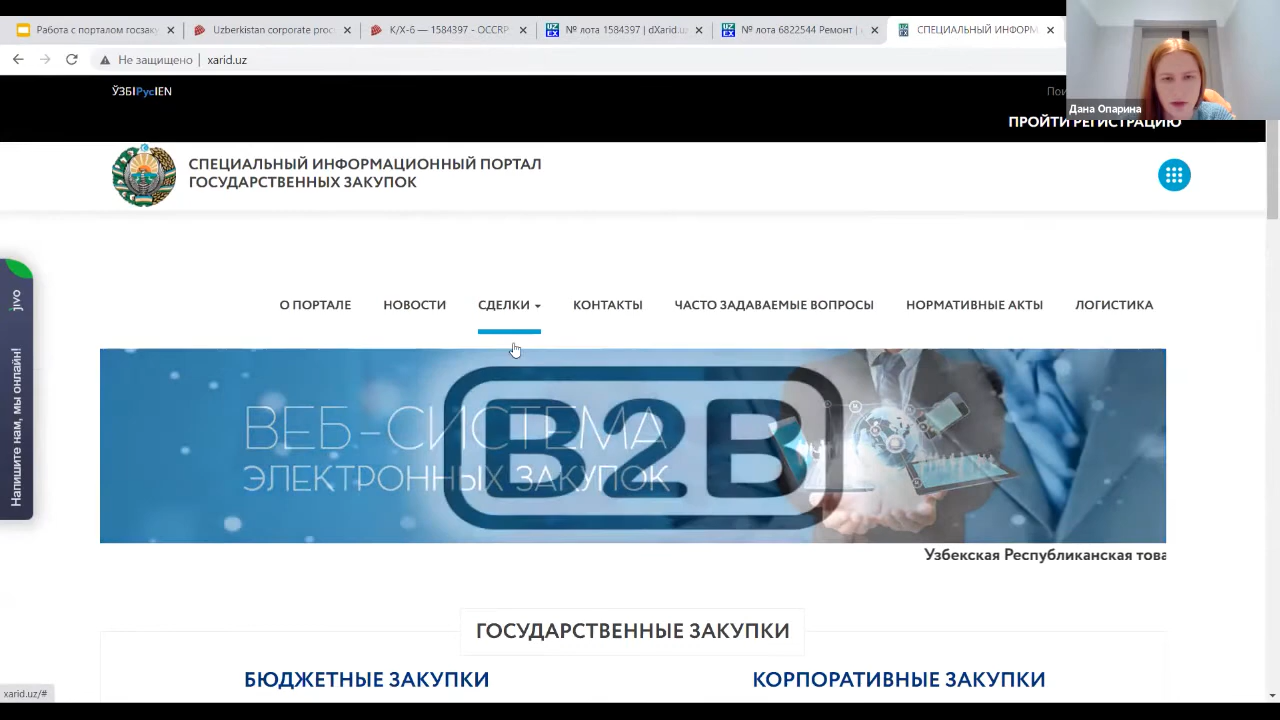 Работа с порталом госзак
Uzberkistan corporate proc
К/Х-6 — 1584397 - OCCRP
№ лота 1584397 | dXarid.uz
№ лота 6822544 Ремонт |
СПЕЦИАЛЬНЫЙ ИНФОРМ
Не защищено | xarid.uz
Дана Опарина
ЎЗБ|Рус|EN
ПРОЙТИ РЕГИСТРАЦИЮ
СПЕЦИАЛЬНЫЙ ИНФОРМАЦИОННЫЙ ПОРТАЛ
ГОСУДАРСТВЕННЫХ ЗАКУПОК
О ПОРТАЛЕ НОВОСТИ СДЕЛКИ КОНТАКТЫ ЧАСТО ЗАДАВАЕМЫЕ ВОПРОСЫ НОРМАТИВНЫЕ АКТЫ ЛОГИСТИКА
jivo
Напишите нам, мы онлайн!
ВЕБ-СИСТЕМА
ЭЛЕКТРОННЫХ ЗАКУПОК
B2B
Узбекская Республиканская това
ГОСУДАРСТВЕННЫЕ ЗАКУПКИ
БЮДЖЕТНЫЕ ЗАКУПКИ КОРПОРАТИВНЫЕ ЗАКУПКИ
xarid.uz/#